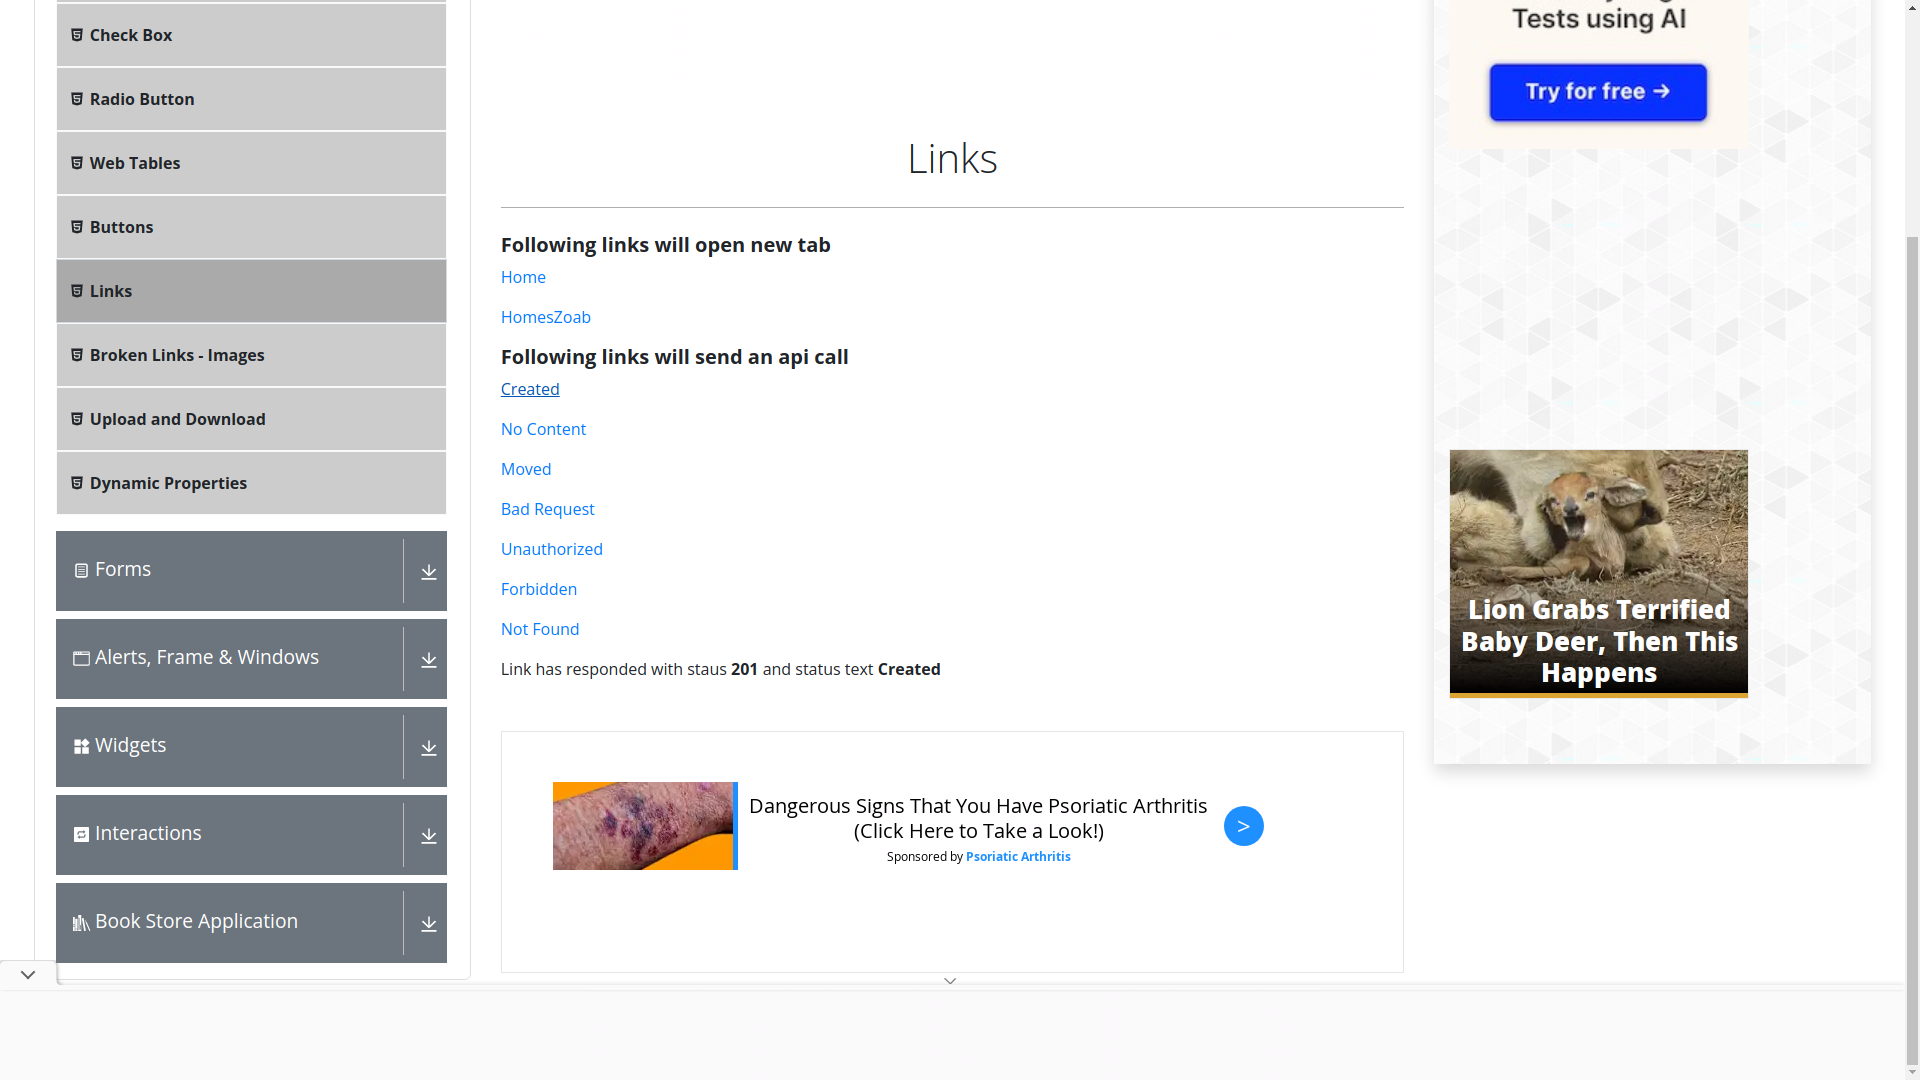 Check Box
Radio Button
Web Tables
Buttons
Links
Broken Links - Images
Upload and Download
Dynamic Properties
Forms
Alerts, Frame & Windows
Widgets
Interactions
Book Store Application
Links
Following links will open new tab
Home
HomesZoab
Following links will send an api call
Created
No Content
Moved
Bad Request
Unauthorized
Forbidden
Not Found
Link has responded with staus 201 and status text Created
Dangerous Signs That You Have Psoriatic Arthritis
(Click Here to Take a Look!)
Sponsored by Psoriatic Arthritis
>
Tests using AI
Try for free →
Lion Grabs Terrified
Baby Deer, Then This
Happens